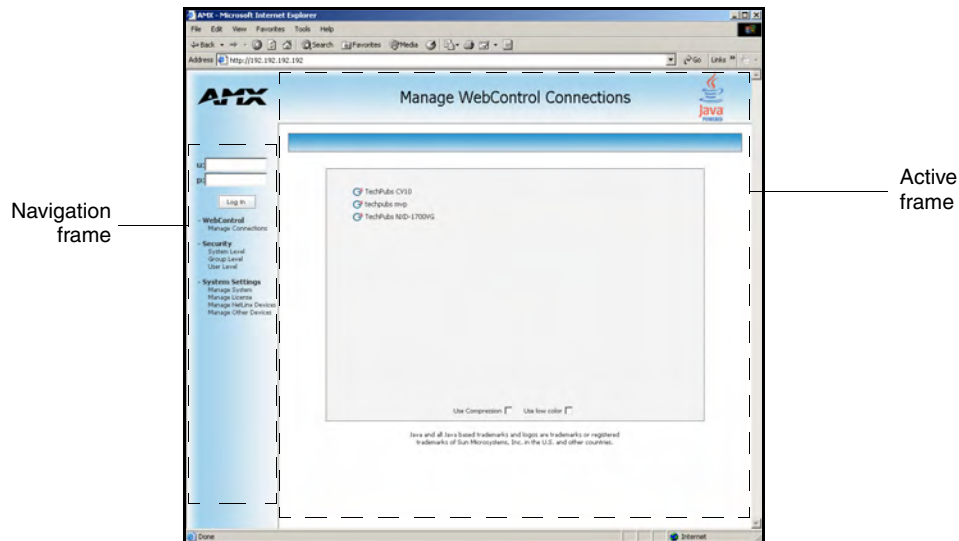 AMX - Microsoft Internet Explorer
File Edit View Favorites Tools Help
Back Search Favorites Media
Address http://192.192.192.192 Go Links »
AMX
Manage WebControl Connections
Java
POWERED
u:
p:
Log In
- WebControl
Manage Connections
- Security
System Level
Group Level
User Level
- System Settings
Manage System
Manage License
Manage NetLinx Devices
Manage Other Devices
TechPubs CV10
techpubs mvp
TechPubs NXD-1700VG
Use Compression Use low color
Java and all Java based trademarks and logos are trademarks or registered
trademarks of Sun Microsystems, Inc. in the U.S. and other countries.
Done Internet
Navigation
frame
Active
frame